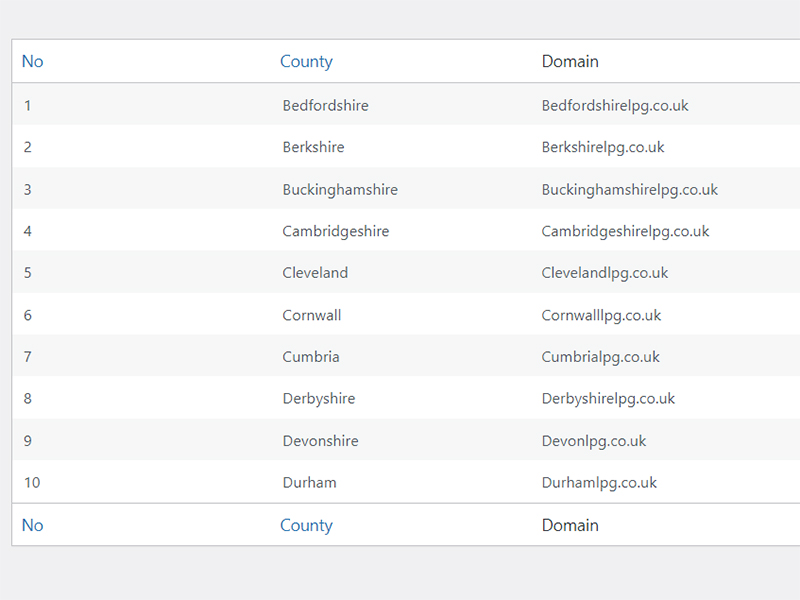 No County Domain
1 Bedfordshire Bedfordshirelpg.co.uk
2 Berkshire Berkshirelpg.co.uk
3 Buckinghamshire Buckinghamshirelpg.co.uk
4 Cambridgeshire Cambridgeshirelpg.co.uk
5 Cleveland Clevelandlpg.co.uk
6 Cornwall Cornwalllpg.co.uk
7 Cumbria Cumbrialpg.co.uk
8 Derbyshire Derbyshirelpg.co.uk
9 Devonshire Devonlpg.co.uk
10 Durham Durhamlpg.co.uk
No County Domain